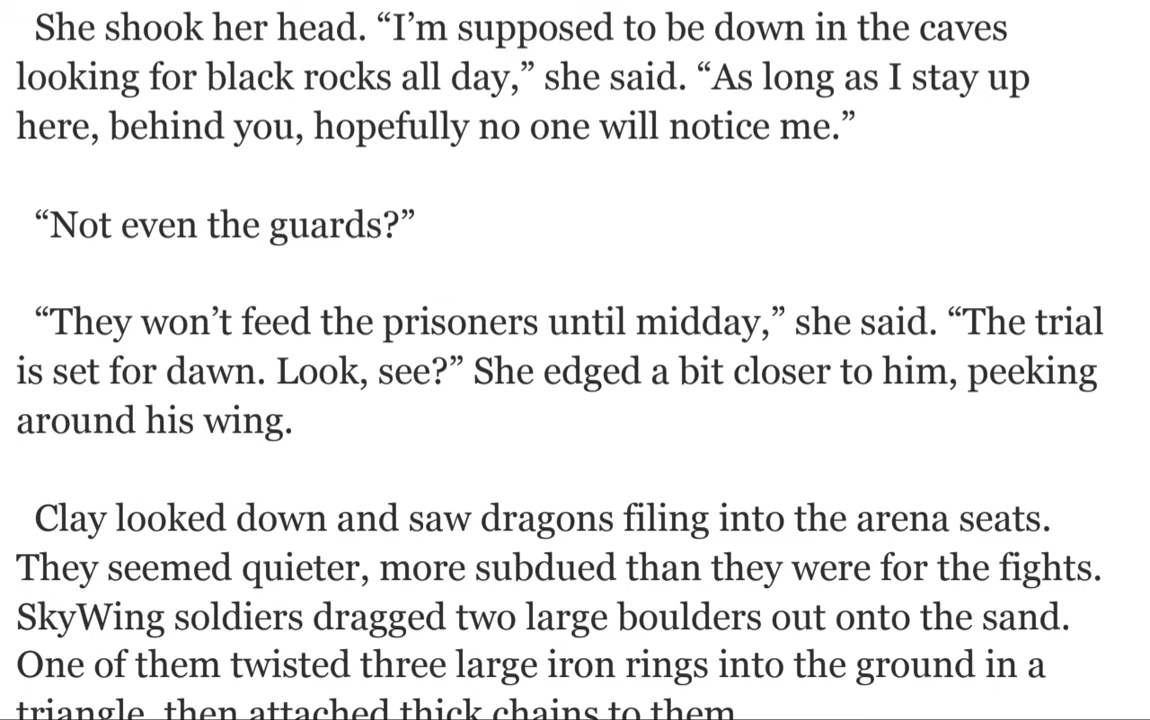 She shook her head. “I’m supposed to be down in the caves
looking for black rocks all day,” she said. “As long as I stay up
here, behind you, hopefully no one will notice me.”
“Not even the guards?”
“They won’t feed the prisoners until midday,” she said. “The trial
is set for dawn. Look, see?” She edged a bit closer to him, peeking
around his wing.
Clay looked down and saw dragons filing into the arena seats.
They seemed quieter, more subdued than they were for the fights.
SkyWing soldiers dragged two large boulders out onto the sand.
One of them twisted three large iron rings into the ground in a
triangle, then attached thick chains to them